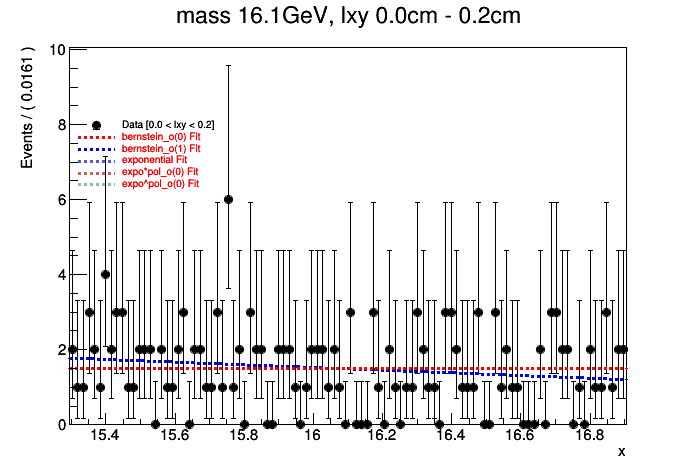 mass 16.1GeV, lxy 0.0cm - 0.2cm
Events / ( 0.0161 )
10
8
6
4
2
0
Data [0.0 < lxy < 0.2]
bernstein_o(0) Fit
bernstein_o(1) Fit
exponential Fit
expo*pol_o(0) Fit
expo^pol_o(0) Fit
15.4 15.6 15.8 16 16.2 16.4 16.6 16.8
x